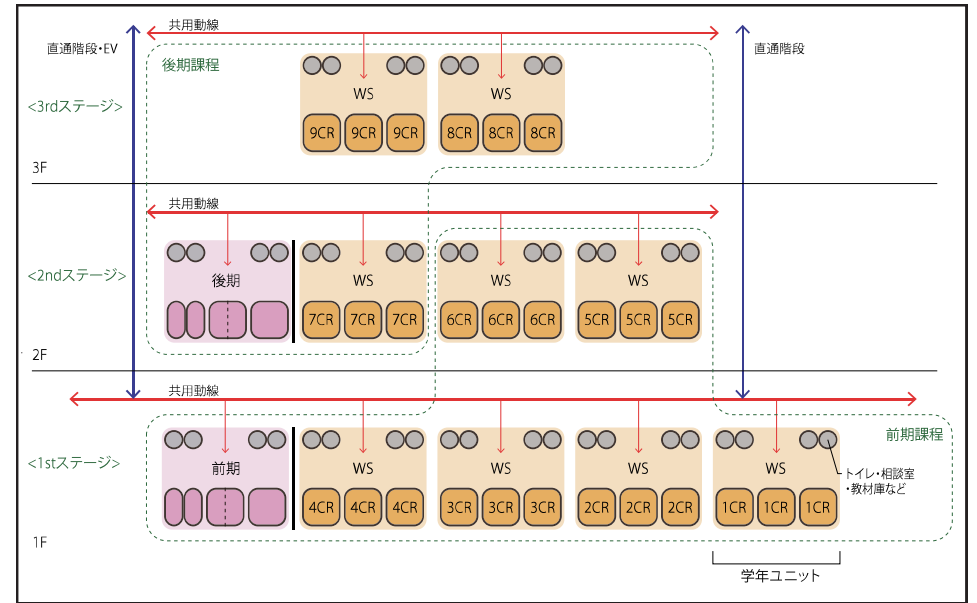 共用動線
直通階段・EV
直通階段
後期課程
WS
WS
<3rdステージ>
9CR 9CR 9CR
8CR 8CR 8CR
3F
共用動線
<2ndステージ>
後期
WS
WS
WS
7CR 7CR 7CR
6CR 6CR 6CR
5CR 5CR 5CR
2F
共用動線
前期課程
<1stステージ>
前期
WS
WS
WS
WS
トイレ・相談室
・教材庫など
4CR 4CR 4CR
3CR 3CR 3CR
2CR 2CR 2CR
1CR 1CR 1CR
1F
学年ユニット